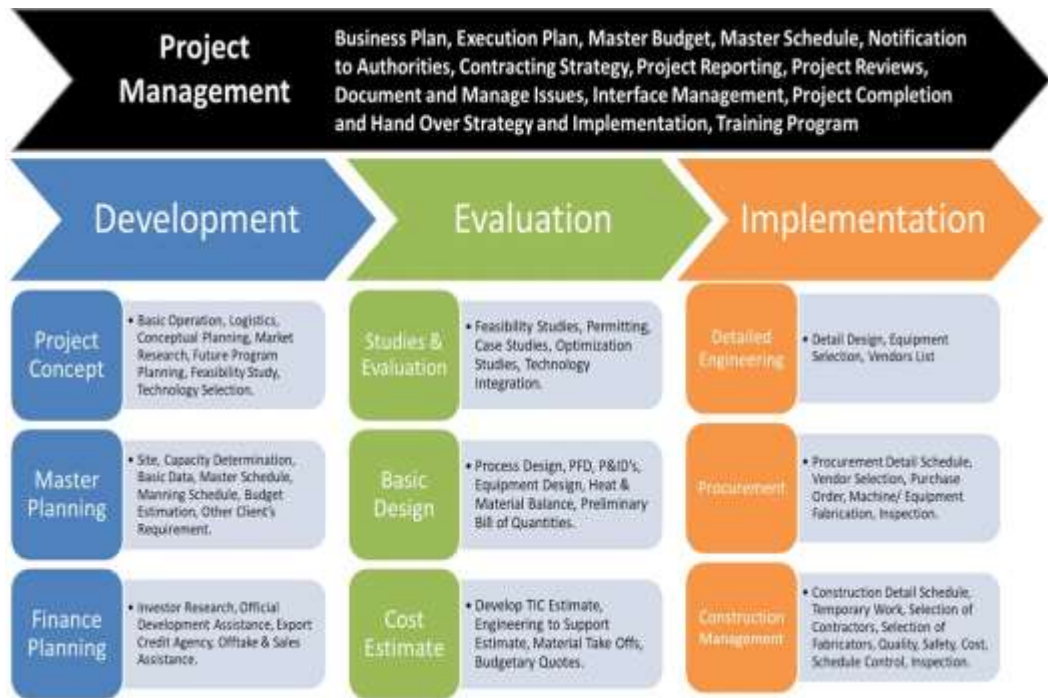 Project
Management
Business Plan, Execution Plan, Master Budget, Master Schedule, Notification
to Authorities, Contracting Strategy, Project Reporting, Project Reviews,
Document and Manage Issues, Interface Management, Project Completion
and Hand Over Strategy and Implementation, Training Program
Development
Evaluation
Implementation
Project
Concept
• Basic Operation, Logistics,
Conceptual Planning, Market
Research, Future Program
Planning, Feasibility Study,
Technology Selection.
Studies &
Evaluation
• Feasibility Studies, Permitting,
Case Studies, Optimization
Studies, Technology
Integration.
Detailed
Engineering
• Detail Design, Equipment
Selection, Vendors List
Master
Planning
• Site, Capacity Determination,
Basic Data, Master Schedule,
Manning Schedule, Budget
Estimation, Other Client's
Requirement.
Basic
Design
• Process Design, PFD, P&ID's,
Equipment Design, Heat &
Material Balance, Preliminary
Bill of Quantities.
Procurement
• Procurement Detail Schedule,
Vendor Selection, Purchase
Order, Machine/ Equipment
Fabrication, Inspection.
Finance
Planning
• Investor Research, Official
Development Assistance, Export
Credit Agency, Offtake & Sales
Assistance.
Cost
Estimate
• Develop TIC Estimate,
Engineering to Support
Estimate, Material Take Offs,
Budgetary Quotes.
Construction
Management
• Construction Detail Schedule,
Temporary Work, Selection of
Contractors, Selection of
Fabricators, Quality, Safety, Cost,
Schedule Control, Inspection.